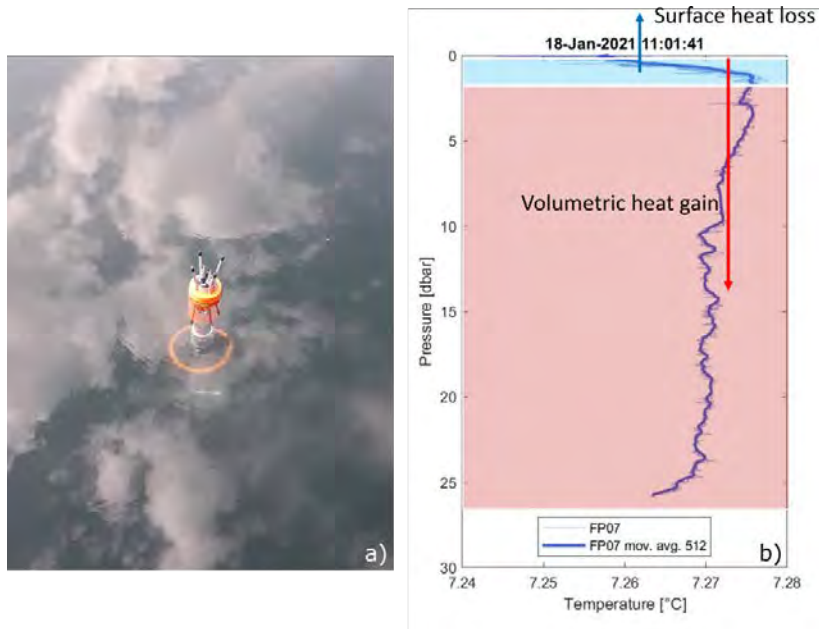 a)
Surface heat loss
18-Jan-2021 11:01:41
0
5
10
15
20
25
30
Pressure [dbar]
Volumetric heat gain
FP07
FP07 mov. avg. 512
b)
7.24 7.25 7.26 7.27 7.28
Temperature [°C]